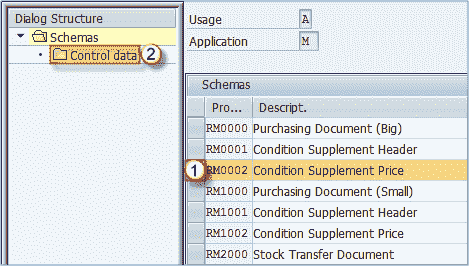 Dialog Structure
Schemas
Control data
2
Usage A
Application M
Schemas
Pro... Descript.
RM0000 Purchasing Document (Big)
RM0001 Condition Supplement Header
1
RM0002 Condition Supplement Price
RM1000 Purchasing Document (Small)
RM1001 Condition Supplement Header
RM1002 Condition Supplement Price
RM2000 Stock Transfer Document